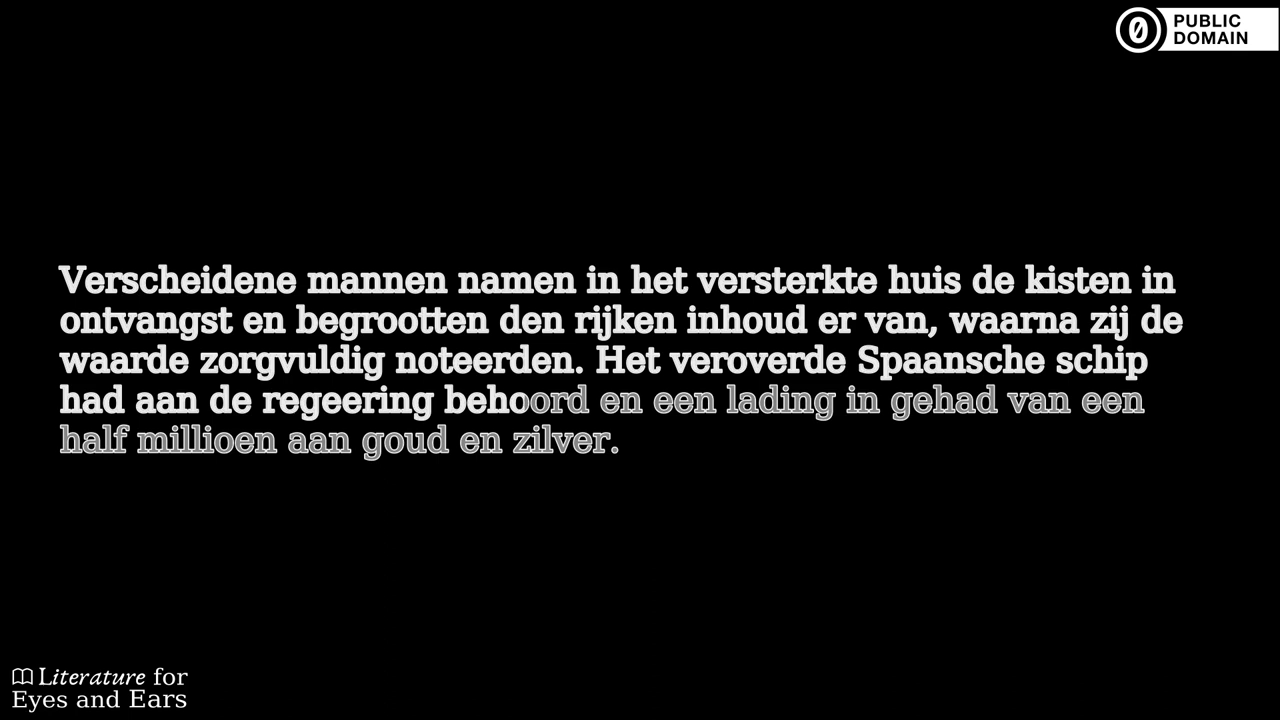 PUBLIC
DOMAIN
Verscheidene mannen namen in het versterkte huis de kisten in
ontvangst en begrootten den rijken inhoud er van, waarna zij de
waarde zorgvuldig noteerden. Het veroverde Spaansche schip
had aan de regeering behoord en een lading in gehad van een
half millioen aan goud en zilver.
Literature for
Eyes and Ears